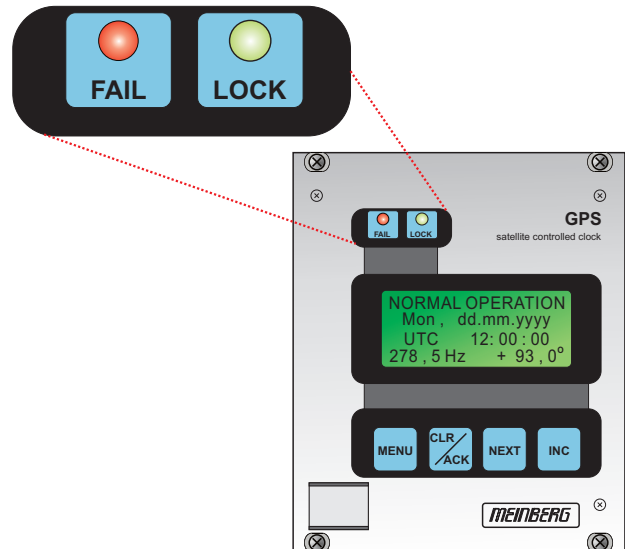 FAIL LOCK
GPS
satellite controlled clock
FAIL LOCK
NORMAL OPERATION
Mon , dd.mm.yyyy
UTC 12: 00 : 00
278 , 5 Hz + 93 , 0°
MENU CLR/ACK NEXT INC
MEINBERG